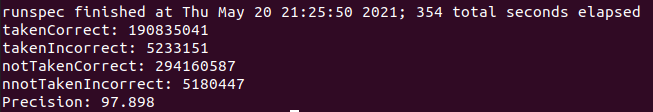 runspec finished at Thu May 20 21:25:50 2021; 354 total seconds elapsed
takenCorrect: 190835041
takenIncorrect: 5233151
notTakenCorrect: 294160587
nnotTakenIncorrect: 5180447
Precision: 97.898